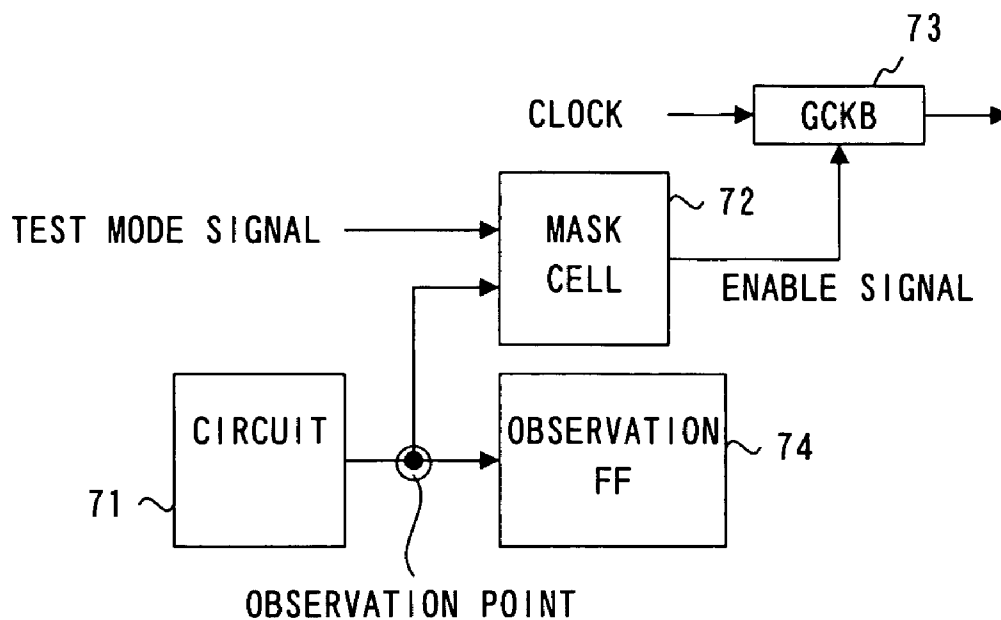 73
CLOCK
GCKB
72
TEST MODE SIGNAL
MASK
CELL
ENABLE SIGNAL
CIRCUIT
OBSERVATION
FF
74
71
OBSERVATION POINT